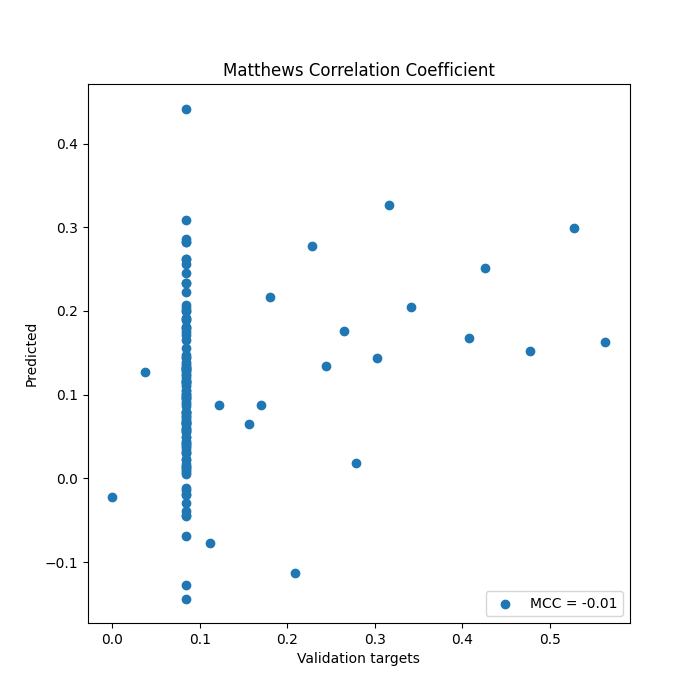 Matthews Correlation Coefficient
0.4
0.3
0.2
0.1
0.0
−0.1
Predicted
0.0 0.1 0.2 0.3 0.4 0.5
Validation targets
MCC = -0.01